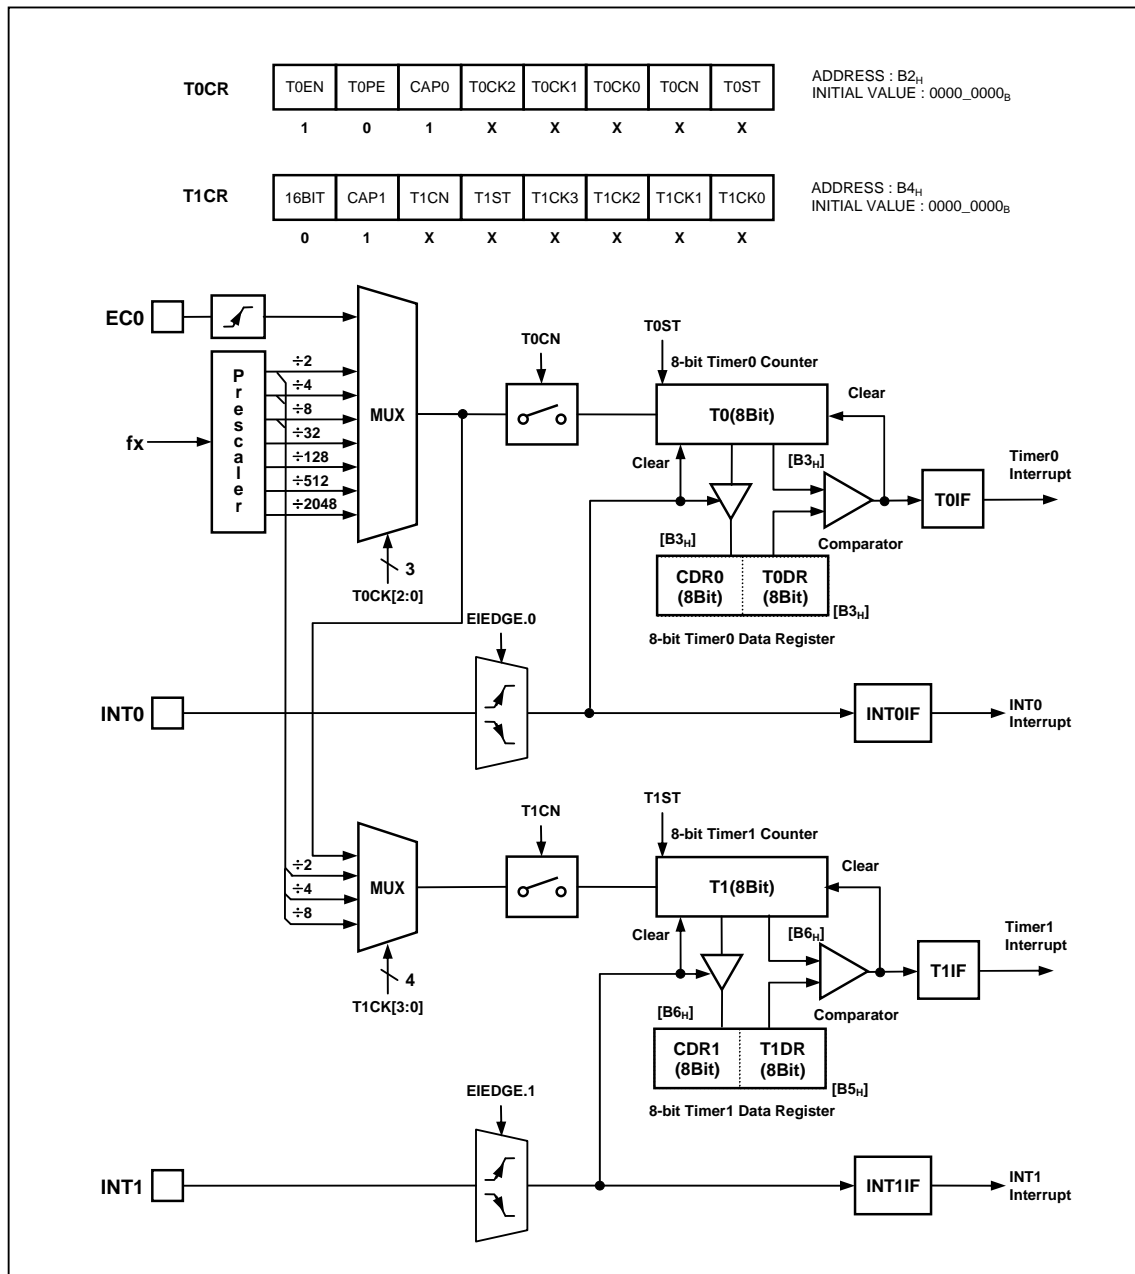 T0CR T0EN T0PE CAP0 T0CK2 T0CK1 T0CK0 T0CN T0ST
ADDRESS : B2H
INITIAL VALUE : 0000_0000B
1 0 1 X X X X X
T1CR 16BIT CAP1 T1CN T1ST T1CK3 T1CK2 T1CK1 T1CK0
ADDRESS : B4H
INITIAL VALUE : 0000_0000B
0 1 X X X X X X
EC0
fx
Prescaler
÷2
÷4
÷8
÷32
÷128
÷512
÷2048
MUX
3
T0CK[2:0]
T0CN
T0ST
8-bit Timer0 Counter
T0(8Bit)
Clear
Clear
[B3H]
Comparator
T0IF
Timer0
Interrupt
[B3H]
CDR0
(8Bit)
T0DR
(8Bit)
[B3H]
8-bit Timer0 Data Register
EIEDGE.0
INT0
INT0IF
INT0
Interrupt
÷2
÷4
÷8
MUX
4
T1CK[3:0]
T1CN
T1ST
8-bit Timer1 Counter
T1(8Bit)
Clear
Clear
[B6H]
Comparator
T1IF
Timer1
Interrupt
[B6H]
CDR1
(8Bit)
T1DR
(8Bit)
[B5H]
8-bit Timer1 Data Register
EIEDGE.1
INT1
INT1IF
INT1
Interrupt